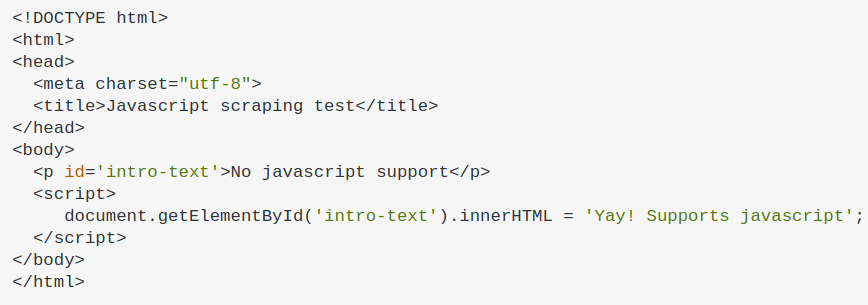 <!DOCTYPE html>
<html>
<head>
  <meta charset="utf-8">
  <title>Javascript scraping test</title>
</head>
<body>
  <p id='intro-text'>No javascript support</p>
  <script>
     document.getElementById('intro-text').innerHTML = 'Yay! Supports javascript';
  </script>
</body>
</html>